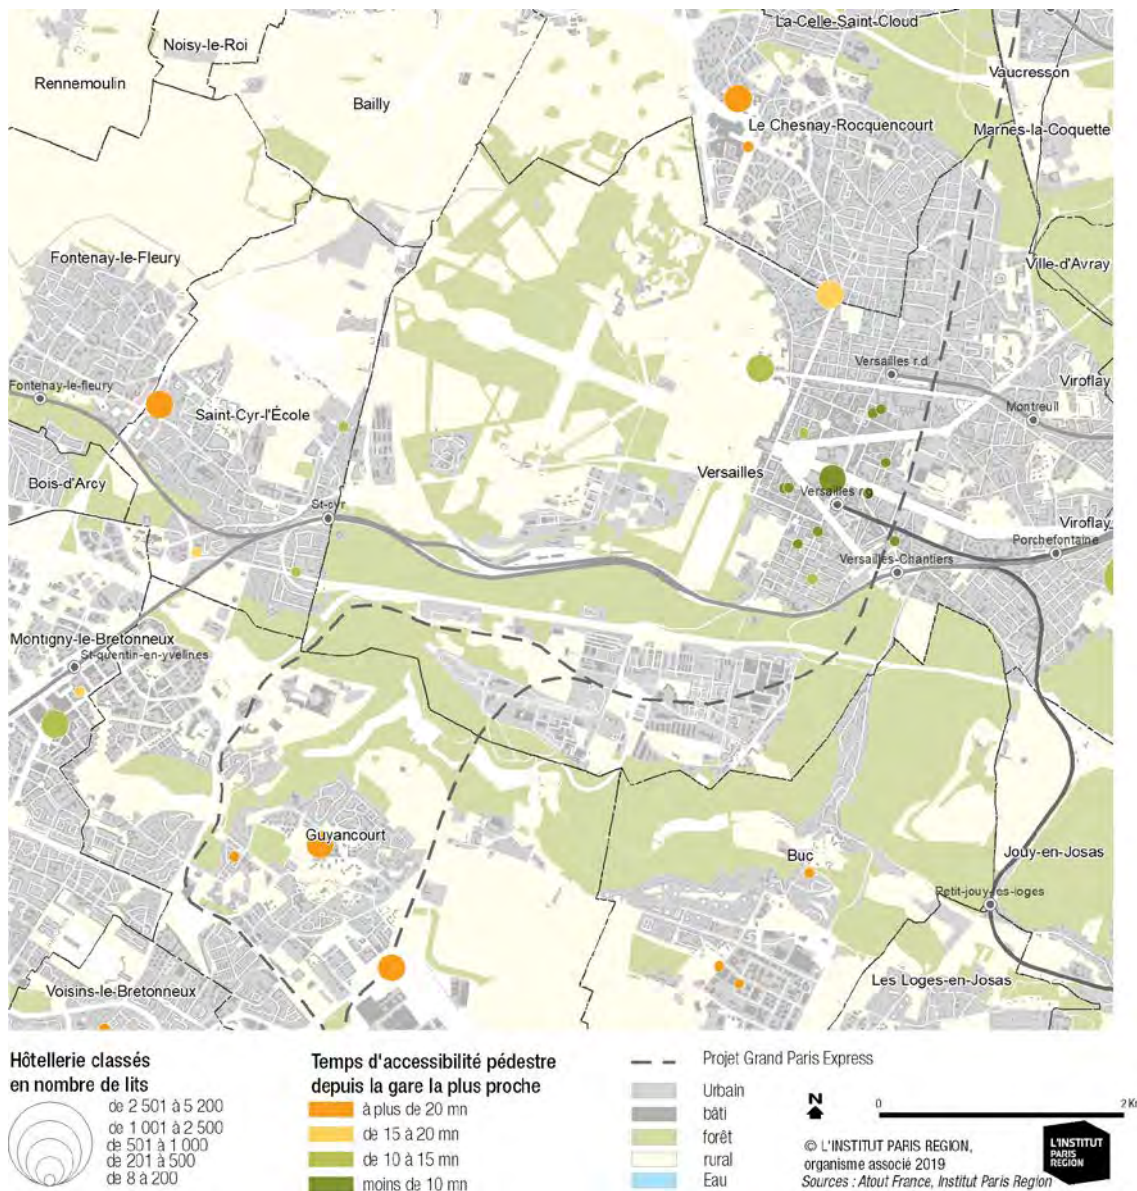 La-Celle-Saint-Cloud
Noisy-le-Roi
Rennemoulin
Vaucresson
Bailly
Le Chesnay-Rocquencourt
Marnes-la-Coquette
Fontenay-le-Fleury
Ville-d'Avray
Versailles r.d
Fontenay-le-fleury
Viroflay
Saint-Cyr-l'École
Montreuil
Versailles
Bois-d'Arcy
Versailles r.g
St-cyr
Viroflay
Porchefontaine
Versailles-Chantiers
Montigny-le-Bretonneux
St-quentin-en-yvelines
Guyancourt
Buc
Jouy-en-Josas
Petit-jouy-les-loges
Les Loges-en-Josas
Voisins-le-Bretonneux
Hôtellerie classés
en nombre de lits
de 2 501 à 5 200
de 1 001 à 2 500
de 501 à 1 000
de 201 à 500
de 8 à 200
Temps d'accessibilité pédestre
depuis la gare la plus proche
à plus de 20 mn
de 15 à 20 mn
de 10 à 15 mn
moins de 10 mn
Projet Grand Paris Express
Urbain
bâti
forêt
rural
Eau
N
0
2 K
© L'INSTITUT PARIS REGION,
organisme associé 2019
Sources : Atout France, Institut Paris Region
L'INSTITUT
PARIS
REGION